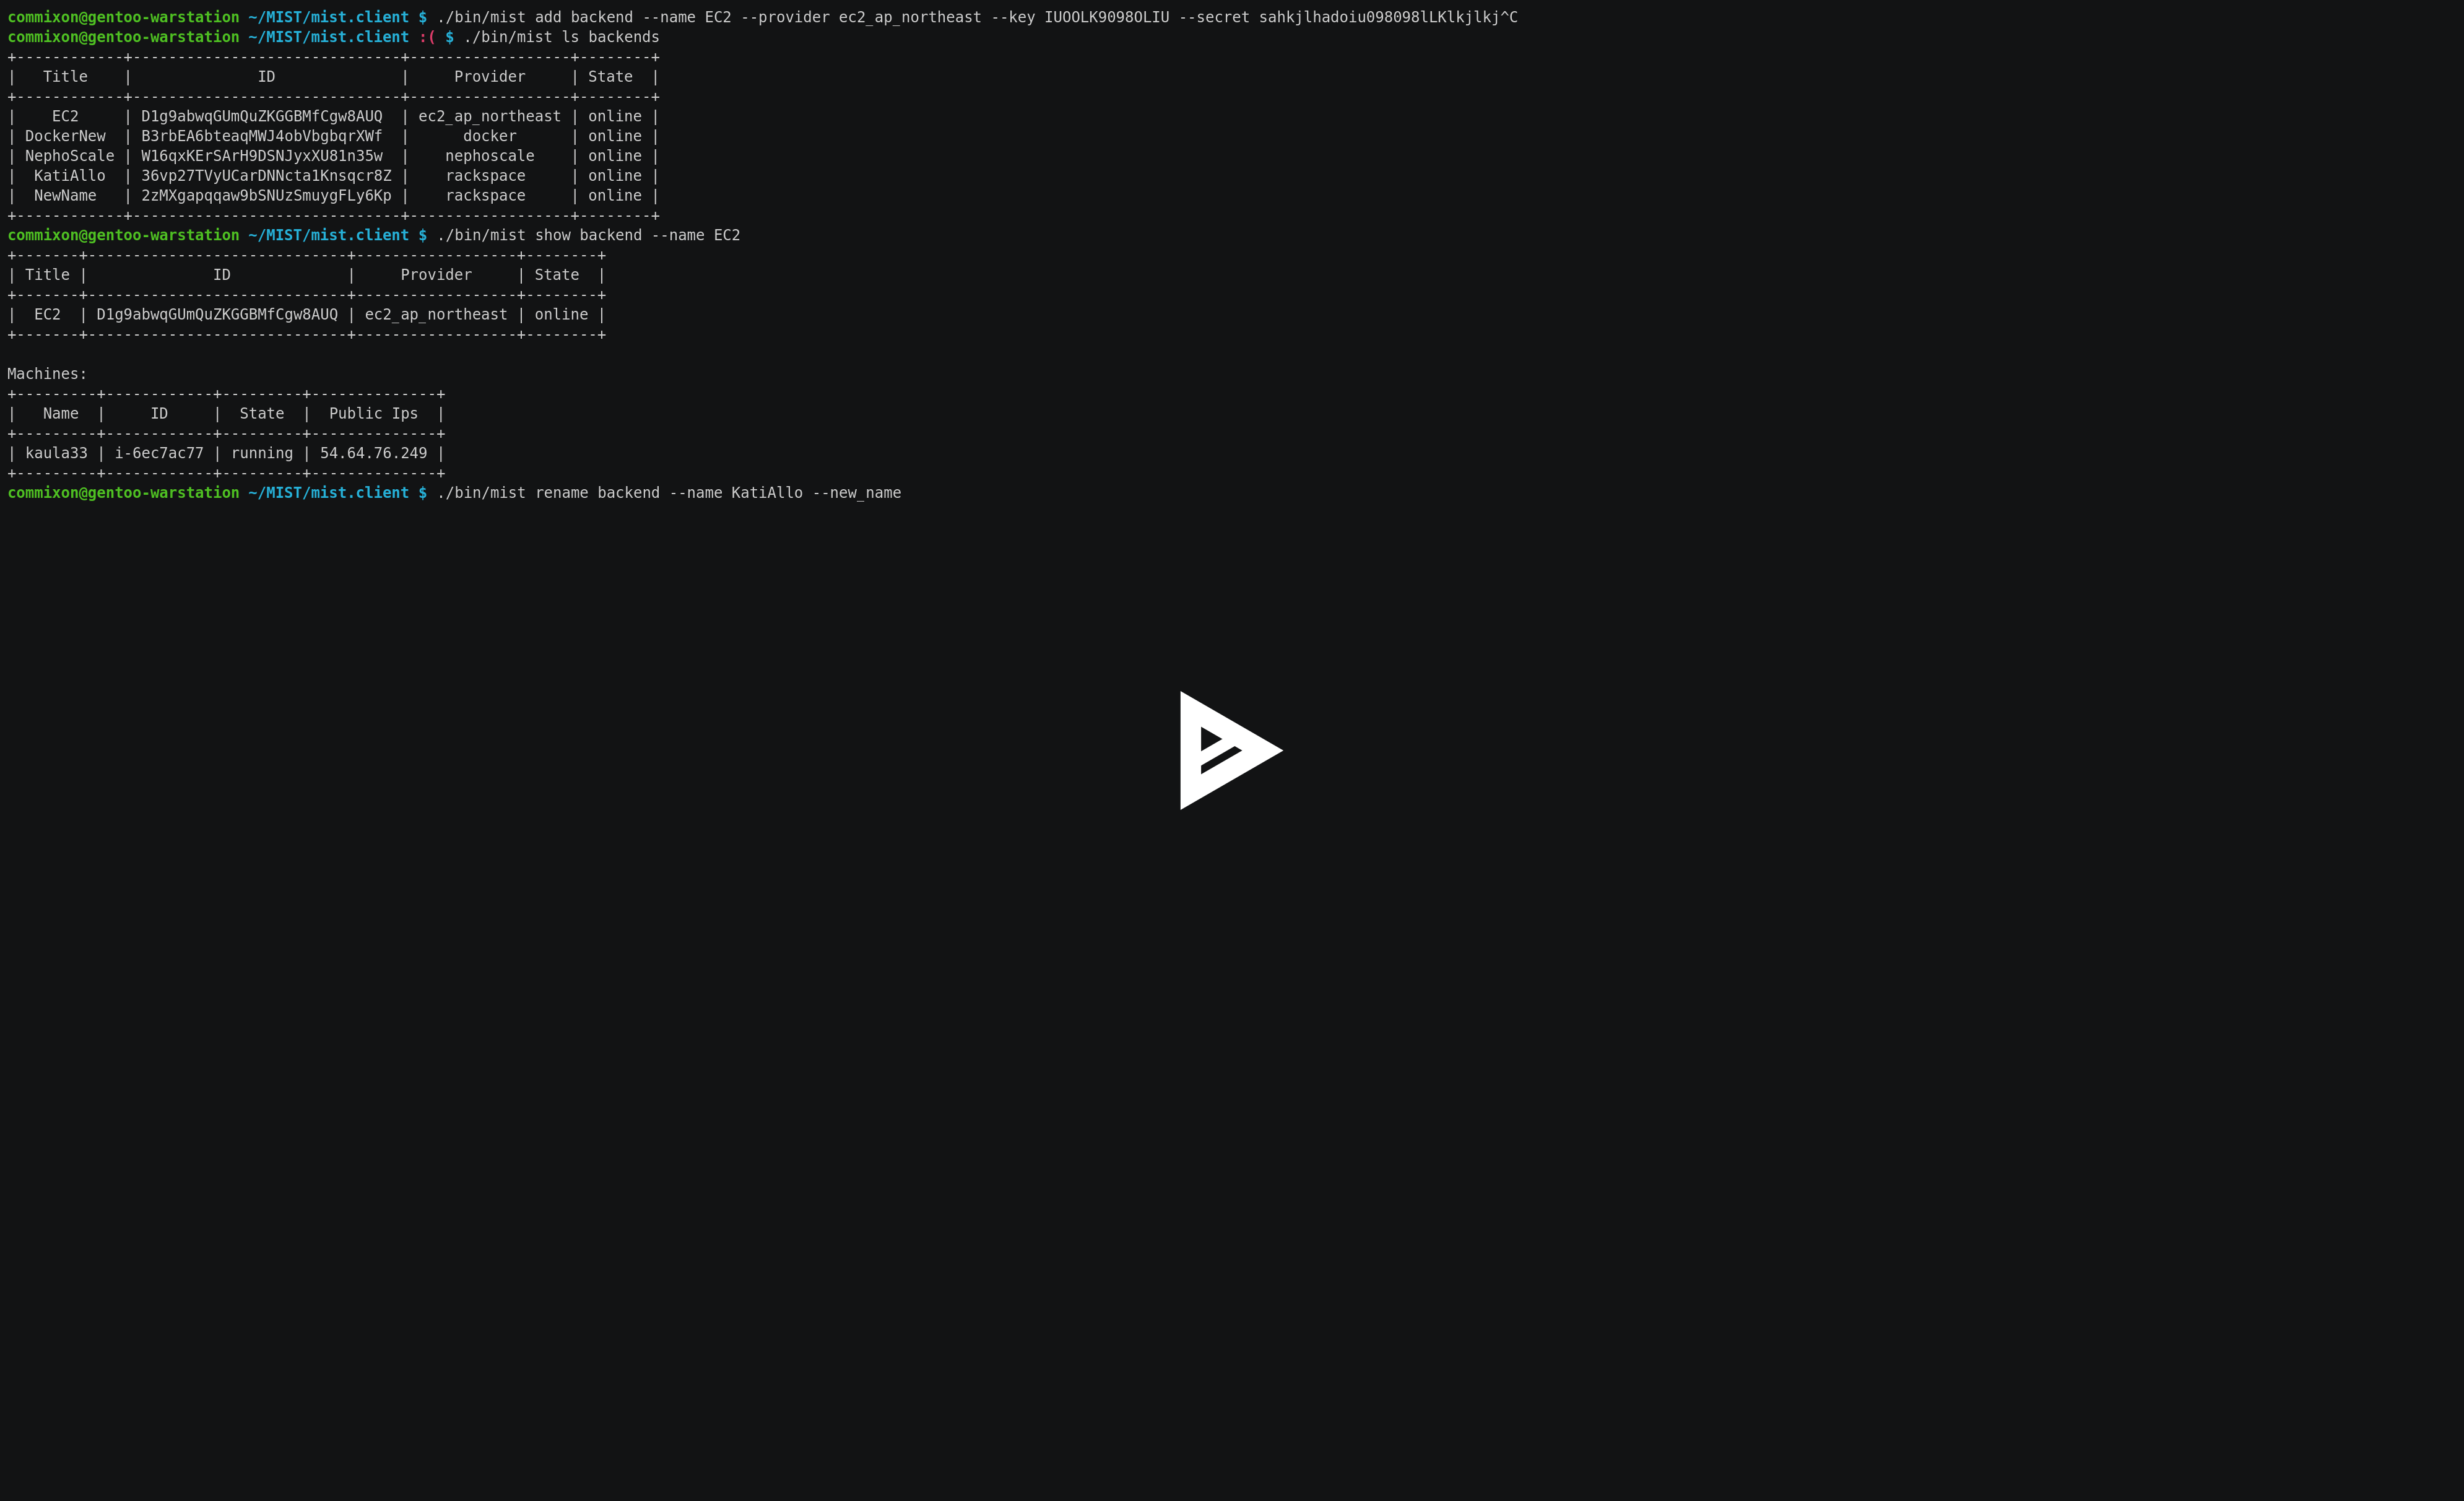 commixon@gentoo-warstation ~/MIST/mist.client $ ./bin/mist add backend --name EC2 --provider ec2_ap_northeast --key IUOOLK9098OLIU --secret sahkjlhadoiu098098lLKlkjlkj^C
commixon@gentoo-warstation ~/MIST/mist.client :( $ ./bin/mist ls backends
+------------+------------------------------+------------------+--------+
|   Title    |              ID              |     Provider     | State  |
+------------+------------------------------+------------------+--------+
|    EC2     | D1g9abwqGUmQuZKGGBMfCgw8AUQ  | ec2_ap_northeast | online |
| DockerNew  | B3rbEA6bteaqMWJ4obVbgbqrXWf  |      docker      | online |
| NephoScale | W16qxKErSArH9DSNJyxXU81n35w  |    nephoscale    | online |
|  KatiAllo  | 36vp27TVyUCarDNNcta1Knsqcr8Z |    rackspace     | online |
|  NewName   | 2zMXgapqqaw9bSNUzSmuygFLy6Kp |    rackspace     | online |
+------------+------------------------------+------------------+--------+
commixon@gentoo-warstation ~/MIST/mist.client $ ./bin/mist show backend --name EC2
+-------+-----------------------------+------------------+--------+
| Title |              ID             |     Provider     | State  |
+-------+-----------------------------+------------------+--------+
|  EC2  | D1g9abwqGUmQuZKGGBMfCgw8AUQ | ec2_ap_northeast | online |
+-------+-----------------------------+------------------+--------+

Machines:
+---------+------------+---------+--------------+
|   Name  |     ID     |  State  |  Public Ips  |
+---------+------------+---------+--------------+
| kaula33 | i-6ec7ac77 | running | 54.64.76.249 |
+---------+------------+---------+--------------+
commixon@gentoo-warstation ~/MIST/mist.client $ ./bin/mist rename backend --name KatiAllo --new_name